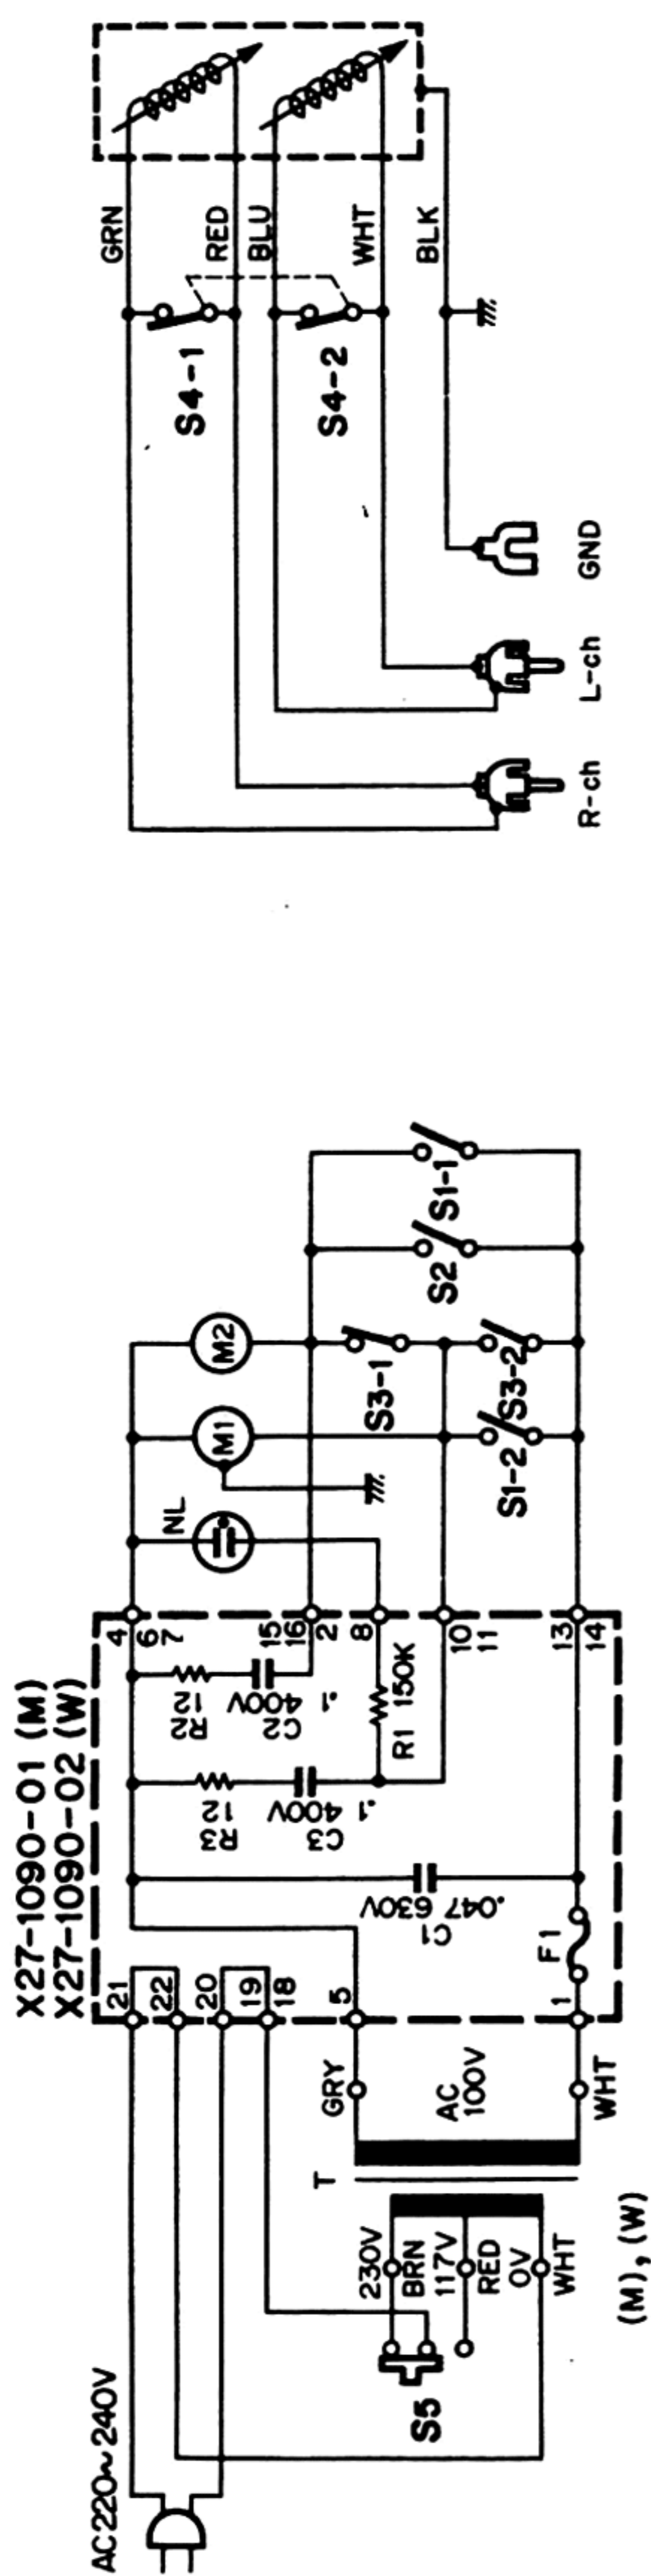 GRN
RED
BLU
WHT
BLK
S4-1
S4-2
GND
L-ch
R-ch
S1-1
S2
M2
S3-1
S3-2
M1
S1-2
NL
X27-1090-01 (M)
X27-1090-02 (W)
4
6
7
15
16
2
8
10
11
13
14
R2
12
C2
.1 400V
R1 150K
R3
12
C3
.1 400V
C1
.047 630V
F1
21
22
20
19
18
5
1
GRY
AC
100V
WHT
T
230V
BRN
117V
RED
0V
WHT
S5
AC220~240V
(M), (W)